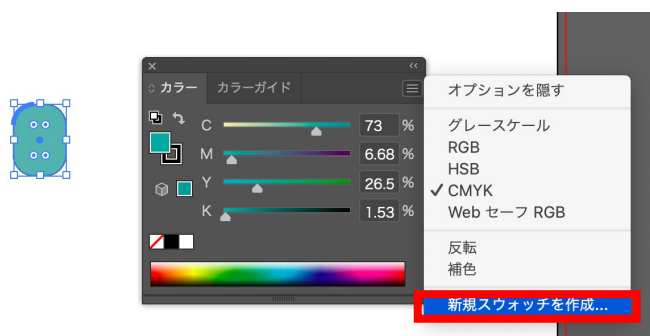 カラー
カラーガイド
C 73 %
M 6.68 %
Y 26.5 %
K 1.53 %
オプションを隠す
グレースケール
RGB
HSB
✓ CMYK
Web セーフ RGB
反転
補色
新規スウォッチを作成...